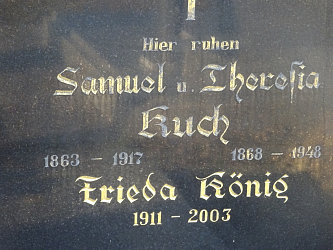 Hier ruhen
Samuel u. Theresia
Kuch
1863 - 1917 1868 - 1948
Frieda König
1911 - 2003